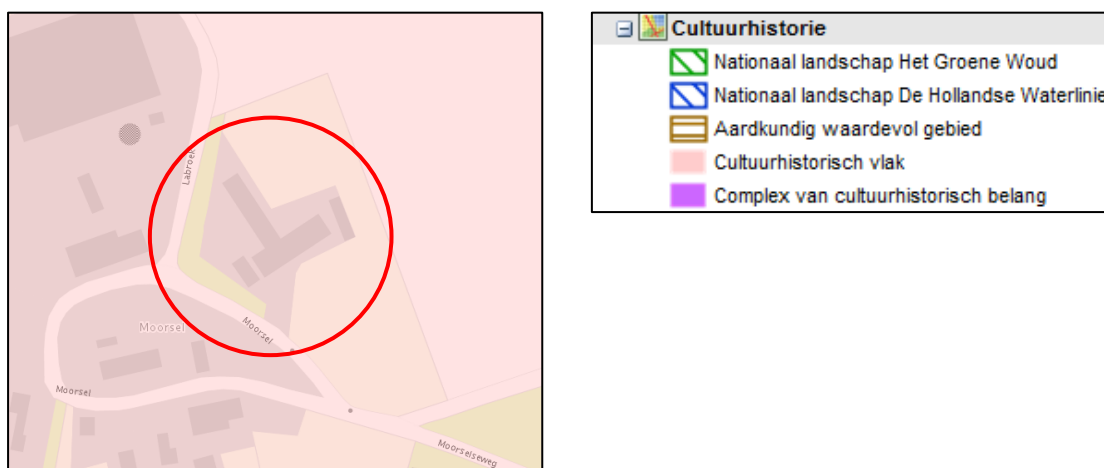 Labroek
Moorsel
Moorsel
Moorsel
Moorselseweg
Cultuurhistorie
Nationaal landschap Het Groene Woud
Nationaal landschap De Hollandse Waterlinie
Aardkundig waardevol gebied
Cultuurhistorisch vlak
Complex van cultuurhistorisch belang